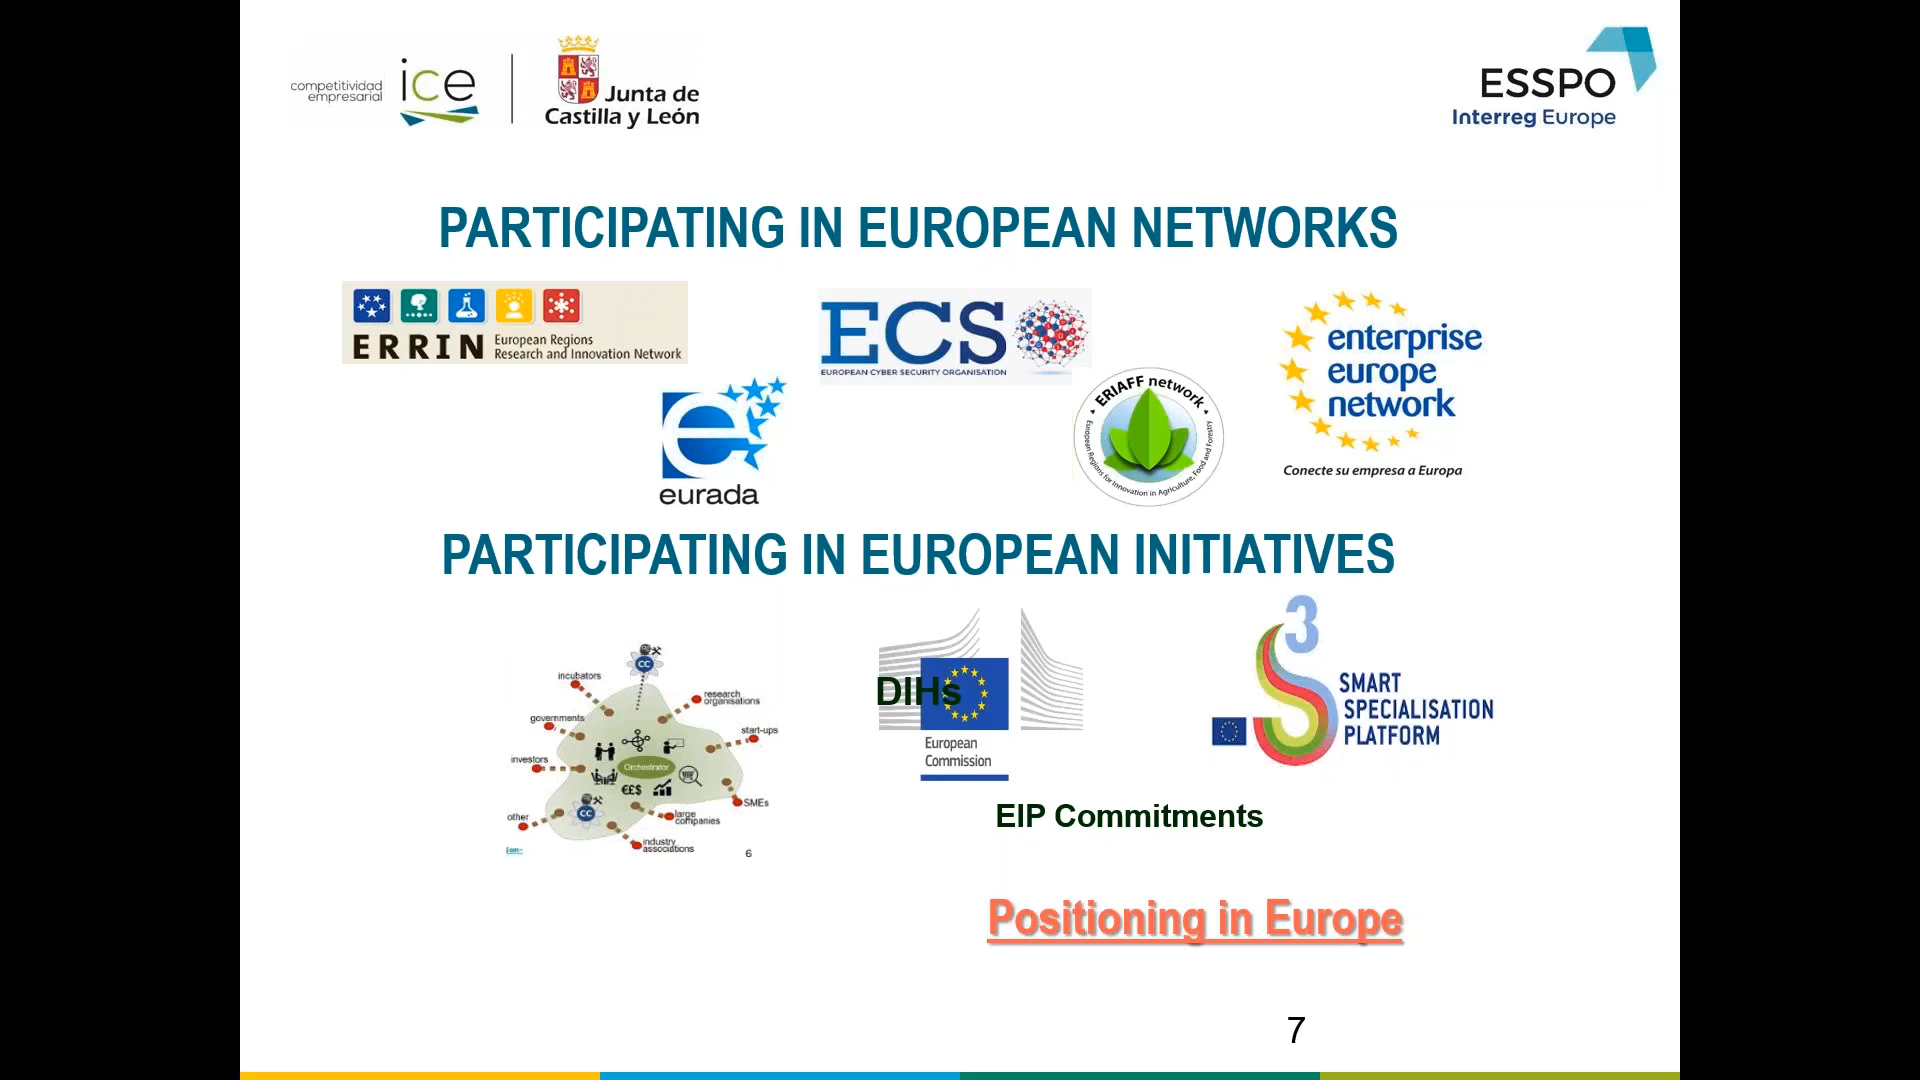 competitividad
empresarial
ice
Junta de
Castilla y León
ESSPO
Interreg Europe
PARTICIPATING IN EUROPEAN NETWORKS
ERRIN
European Regions
Research and Innovation Network
ECS
EUROPEAN CYBER SECURITY ORGANISATION
enterprise
europe
network
Conecte su empresa a Europa
eurada
ERIAFF network
European Regions for Innovation in Agriculture, Food and Forestry
PARTICIPATING IN EUROPEAN INITIATIVES
CC
incubators
research
organisations
governments
start-ups
investors
Orchestrator
€£$
SMEs
CC
other
large
companies
industry
associations
6
DIHs
European
Commission
S3
SMART
SPECIALISATION
PLATFORM
EIP Commitments
Positioning in Europe
7